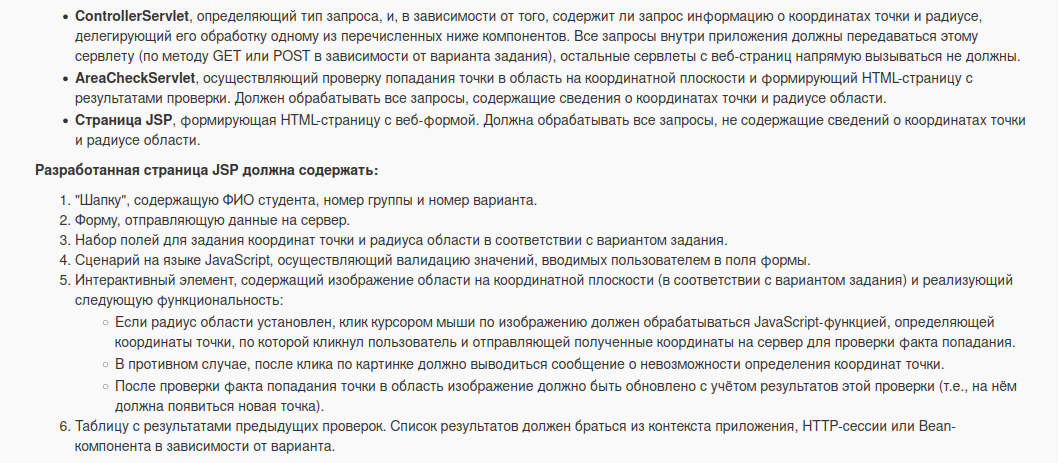 • ControllerServlet, определяющий тип запроса, и, в зависимости от того, содержит ли запрос информацию о координатах точки и радиусе,
делегирующий его обработку одному из перечисленных ниже компонентов. Все запросы внутри приложения должны передаваться этому
сервлету (по методу GET или POST в зависимости от варианта задания), остальные сервлеты с веб-страниц напрямую вызываться не должны.
• AreaCheckServlet, осуществляющий проверку попадания точки в область на координатной плоскости и формирующий HTML-страницу с
результатами проверки. Должен обрабатывать все запросы, содержащие сведения о координатах точки и радиусе области.
• Страница JSP, формирующая HTML-страницу с веб-формой. Должна обрабатывать все запросы, не содержащие сведений о координатах точки
и радиусе области.
Разработанная страница JSP должна содержать:
1. "Шапку", содержащую ФИО студента, номер группы и номер варианта.
2. Форму, отправляющую данные на сервер.
3. Набор полей для задания координат точки и радиуса области в соответствии с вариантом задания.
4. Сценарий на языке JavaScript, осуществляющий валидацию значений, вводимых пользователем в поля формы.
5. Интерактивный элемент, содержащий изображение области на координатной плоскости (в соответствии с вариантом задания) и реализующий
следующую функциональность:
◦ Если радиус области установлен, клик курсором мыши по изображению должен обрабатываться JavaScript-функцией, определяющей
координаты точки, по которой кликнул пользователь и отправляющей полученные координаты на сервер для проверки факта попадания.
◦ В противном случае, после клика по картинке должно выводиться сообщение о невозможности определения координат точки.
◦ После проверки факта попадания точки в область изображение должно быть обновлено с учётом результатов этой проверки (т.е., на нём
должна появиться новая точка).
6. Таблицу с результатами предыдущих проверок. Список результатов должен браться из контекста приложения, HTTP-сессии или Bean-
компонента в зависимости от варианта.